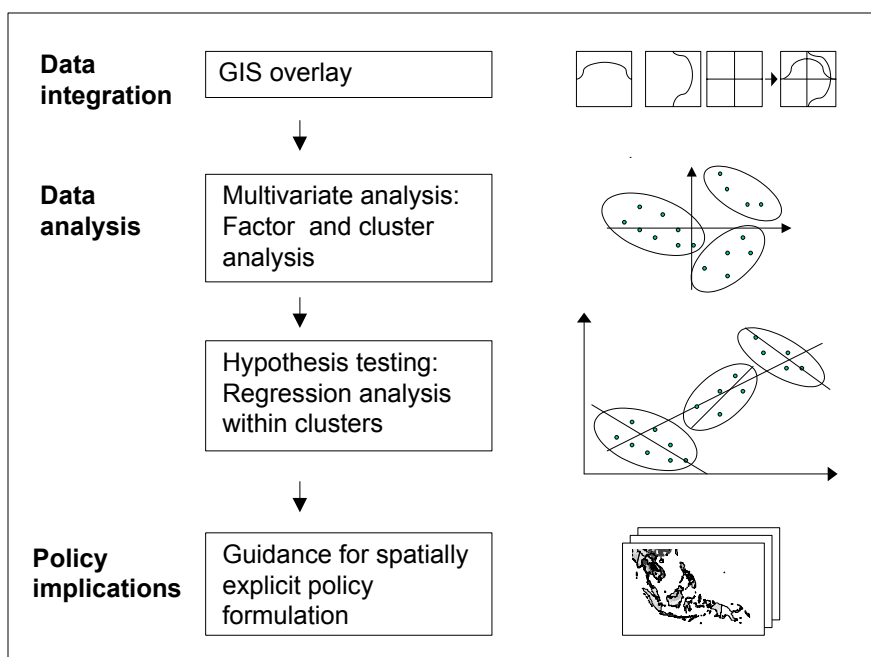 Data
integration
GIS overlay
Data
analysis
Multivariate analysis:
Factor and cluster
analysis
Hypothesis testing:
Regression analysis
within clusters
Policy
implications
Guidance for spatially
explicit policy
formulation